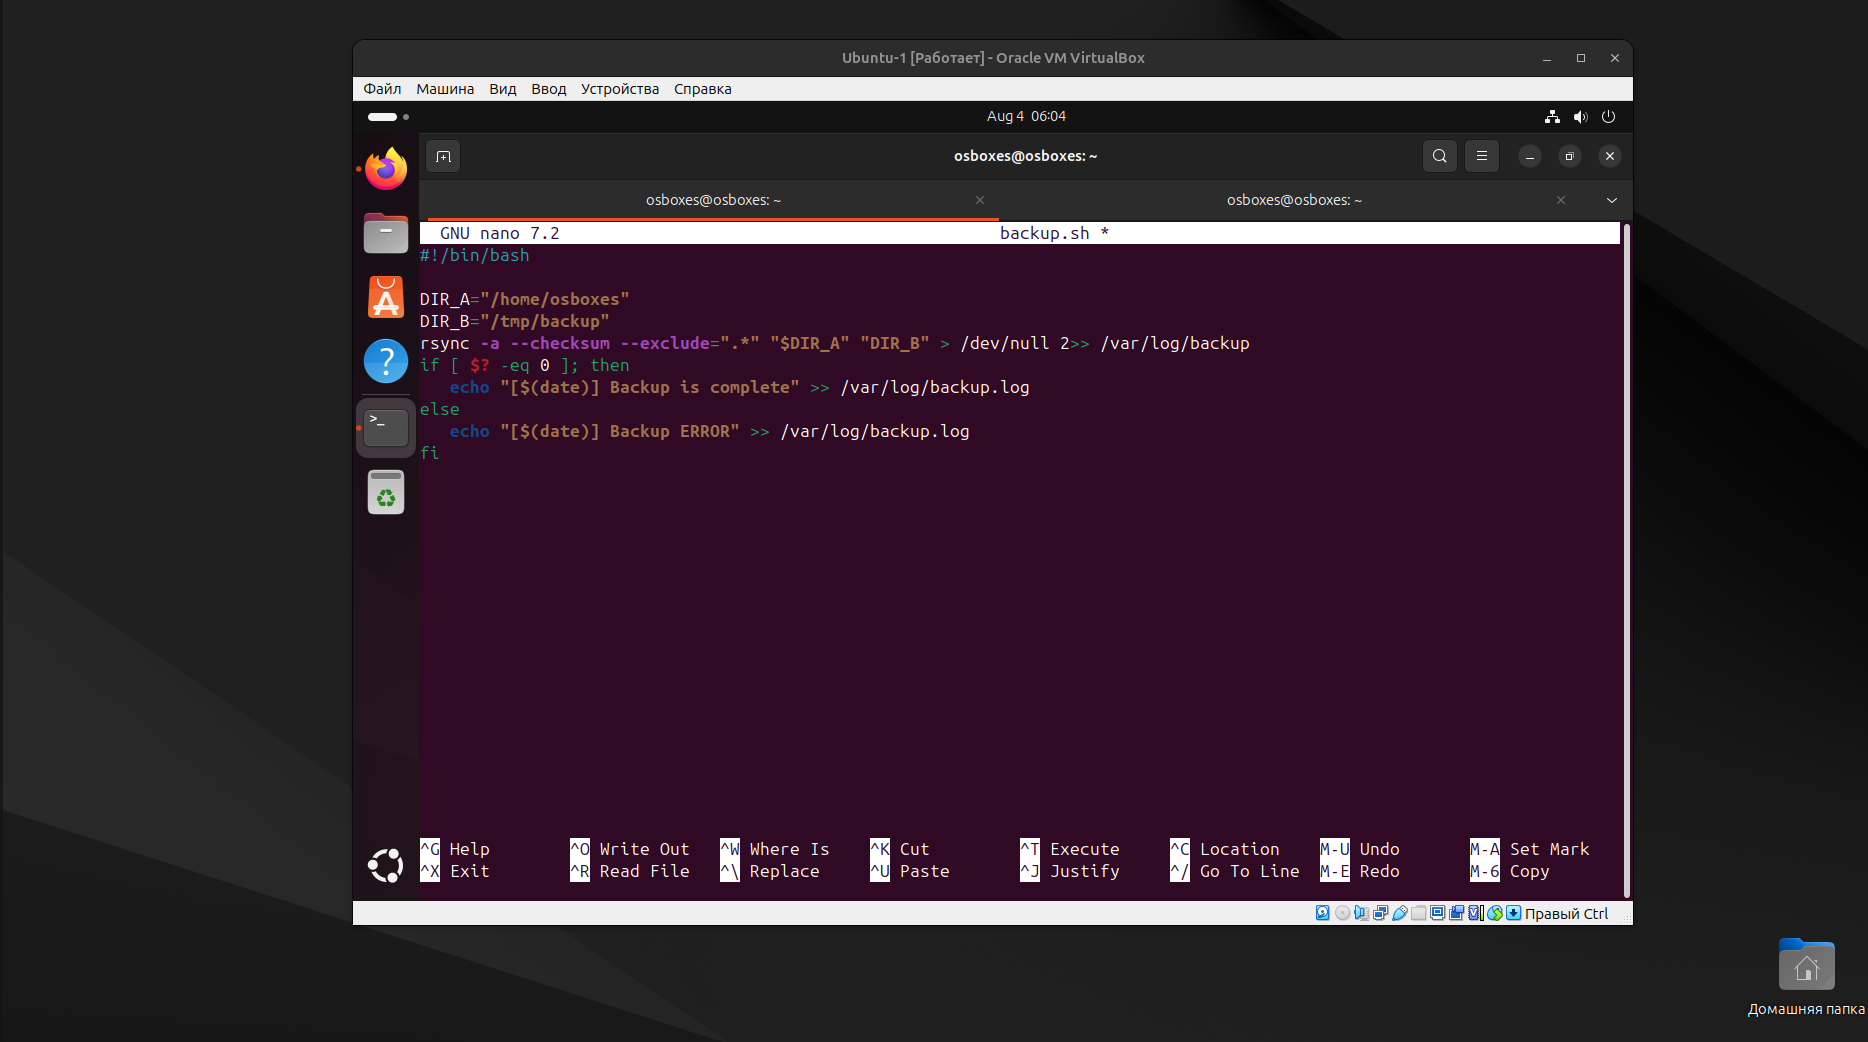 Ubuntu-1 [Работает] - Oracle VM VirtualBox
Файл Машина Вид Ввод Устройства Справка
Aug 4 06:04
osboxes@osboxes: ~
osboxes@osboxes: ~
osboxes@osboxes: ~
GNU nano 7.2 backup.sh *
#!/bin/bash
DIR_A="/home/osboxes"
DIR_B="/tmp/backup"
rsync -a --checksum --exclude=".*" "$DIR_A" "DIR_B" > /dev/null 2>> /var/log/backup
if [ $? -eq 0 ]; then
echo "[$(date)] Backup is complete" >> /var/log/backup.log
else
echo "[$(date)] Backup ERROR" >> /var/log/backup.log
fi
^G Help ^O Write Out ^W Where Is ^K Cut ^T Execute ^C Location M-U Undo M-A Set Mark
^X Exit ^R Read File ^\ Replace ^U Paste ^J Justify ^/ Go To Line M-E Redo M-6 Copy
Правый Ctrl
Домашняя папка